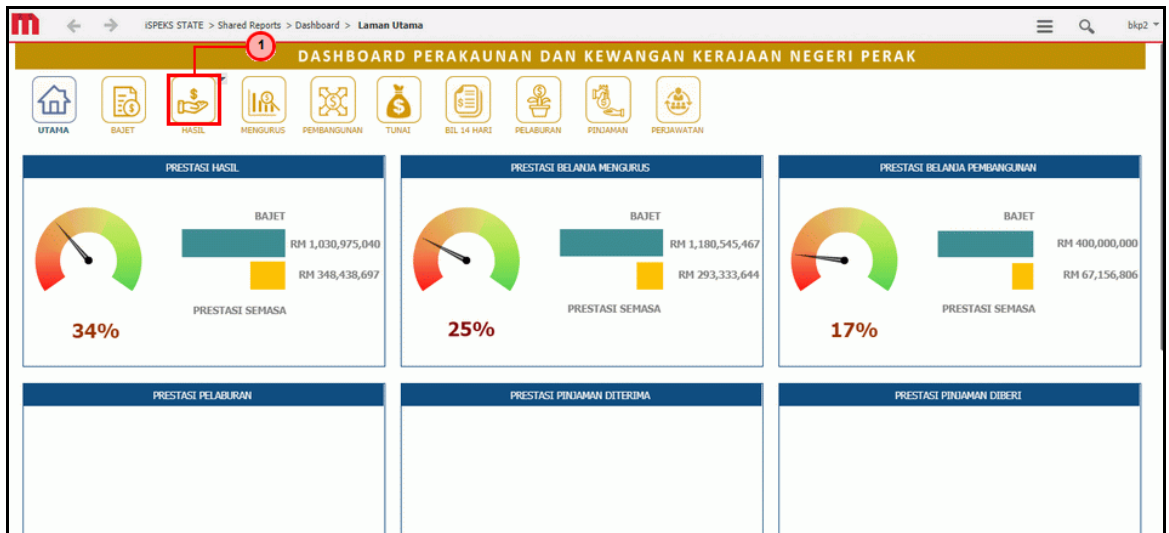 iSPEKS STATE > Shared Reports > Dashboard > Laman Utama
bkp2
1
DASHBOARD PERAKAUNAN DAN KEWANGAN KERAJAAN NEGERI PERAK
UTAMA BAJET HASIL MENGURUS PEMBANGUNAN TUNAI BIL 14 HARI PELABURAN PINJAMAN PERJAWATAN
PRESTASI HASIL
BAJET
RM 1,030,975,040
RM 348,438,697
PRESTASI SEMASA
34%
PRESTASI BELANJA MENGURUS
BAJET
RM 1,180,545,467
RM 293,333,644
PRESTASI SEMASA
25%
PRESTASI BELANJA PEMBANGUNAN
BAJET
RM 400,000,000
RM 67,156,806
PRESTASI SEMASA
17%
PRESTASI PELABURAN
PRESTASI PINJAMAN DITERIMA
PRESTASI PINJAMAN DIBERI